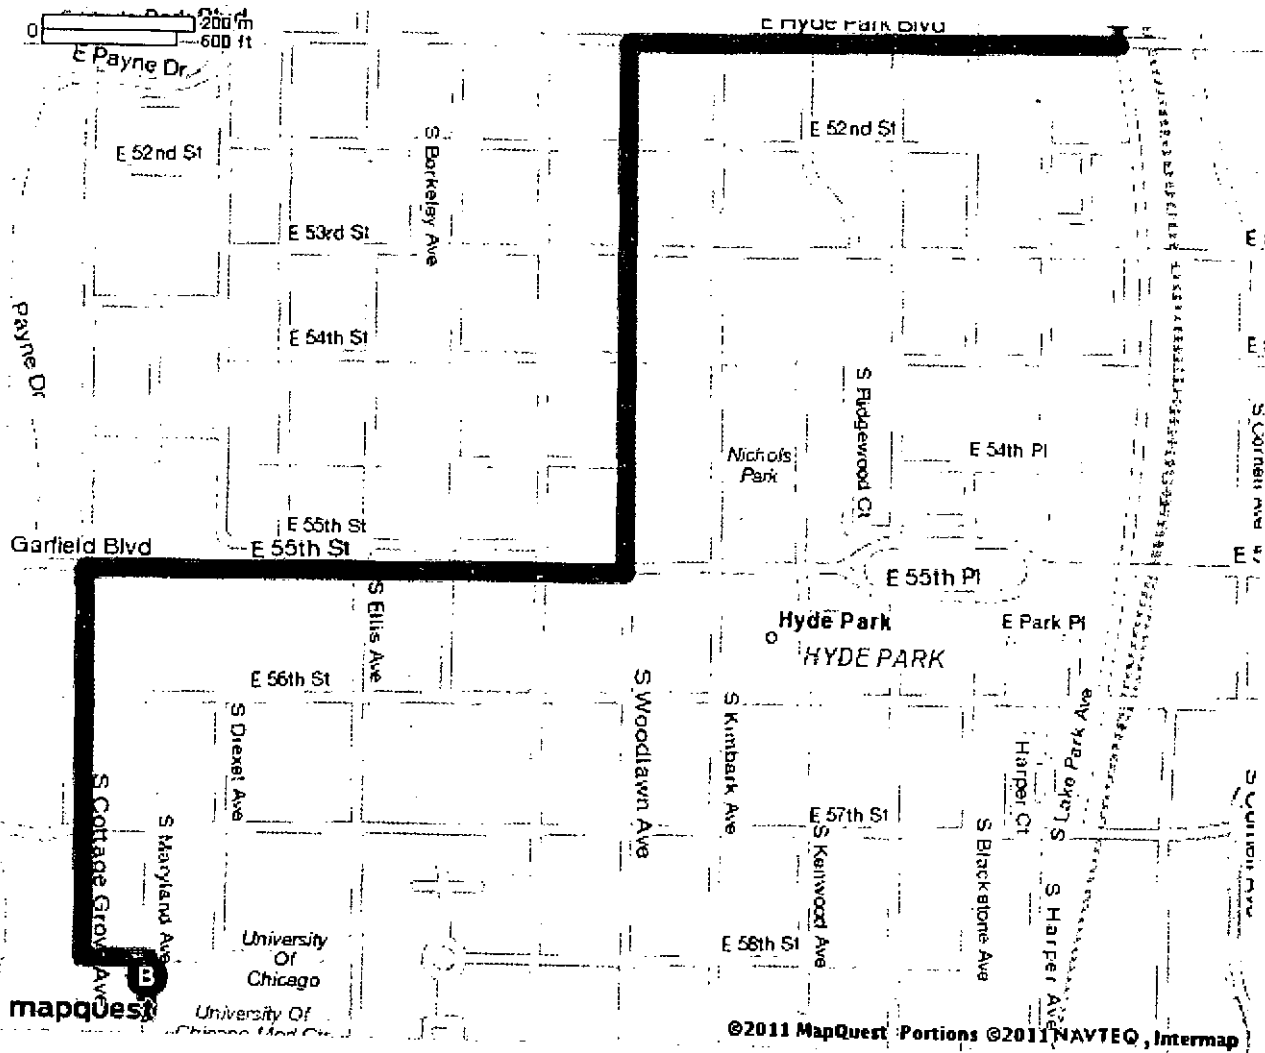 200 m
0
600 ft
E Hyde Park Blvd
E Payne Dr
E 52nd St
E 52nd St
S Berkeley Ave
E 53rd St
E
Payne Dr
E 54th St
E
S Ridgewood Ct
S Cornell Ave
Nichols
Park
E 54th Pl
E 55th St
Garfield Blvd
E 55th St
E
E 55th Pl
S Ellis Ave
Hyde Park
E Park Pl
HYDE PARK
E 56th St
S Woodlawn Ave
S Drexel Ave
S Kimbark Ave
S Lake Park Ave
Harper Ct
S Cottage Grove Ave
S Maryland Ave
E 57th St
S Kenwood Ave
S Blackstone Ave
S Harper Ave
University
Of
Chicago
E 58th St
B
mapquest
University Of
©2011 MapQuest Portions ©2011 NAVTEQ, Intermap